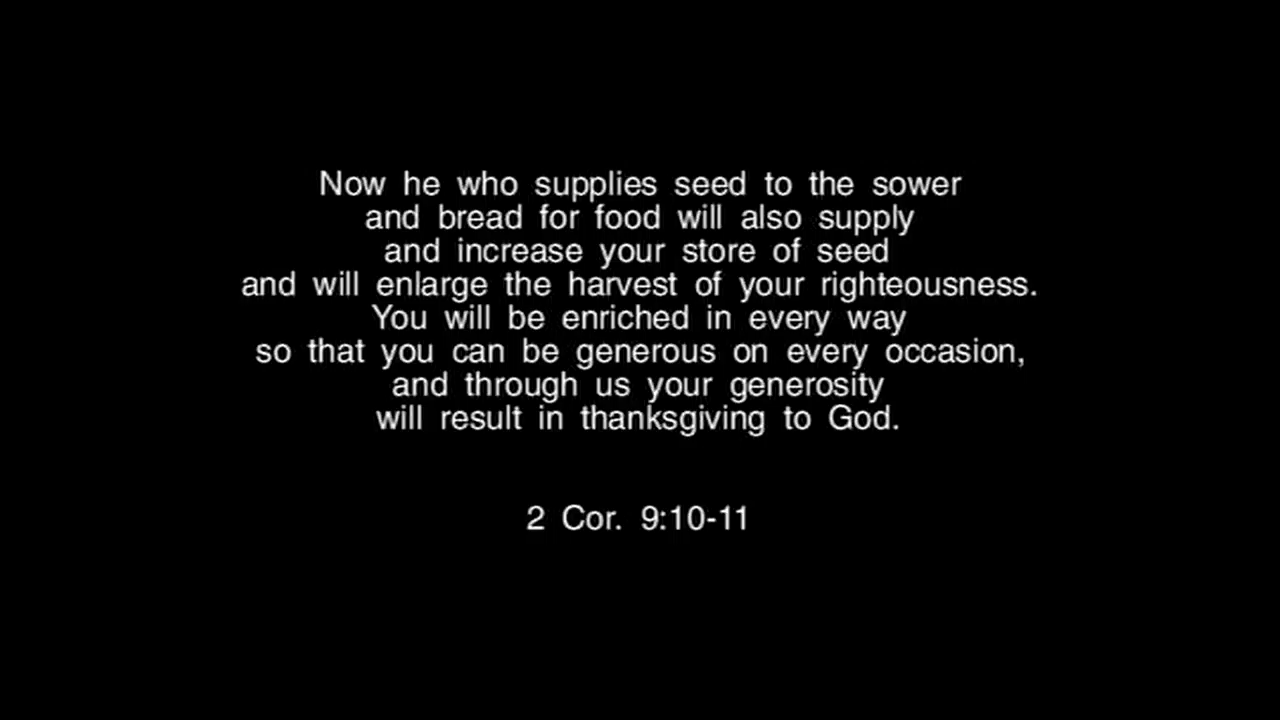 Now he who supplies seed to the sower
and bread for food will also supply
and increase your store of seed
and will enlarge the harvest of your righteousness.
You will be enriched in every way
so that you can be generous on every occasion,
and through us your generosity
will result in thanksgiving to God.
2 Cor. 9:10-11